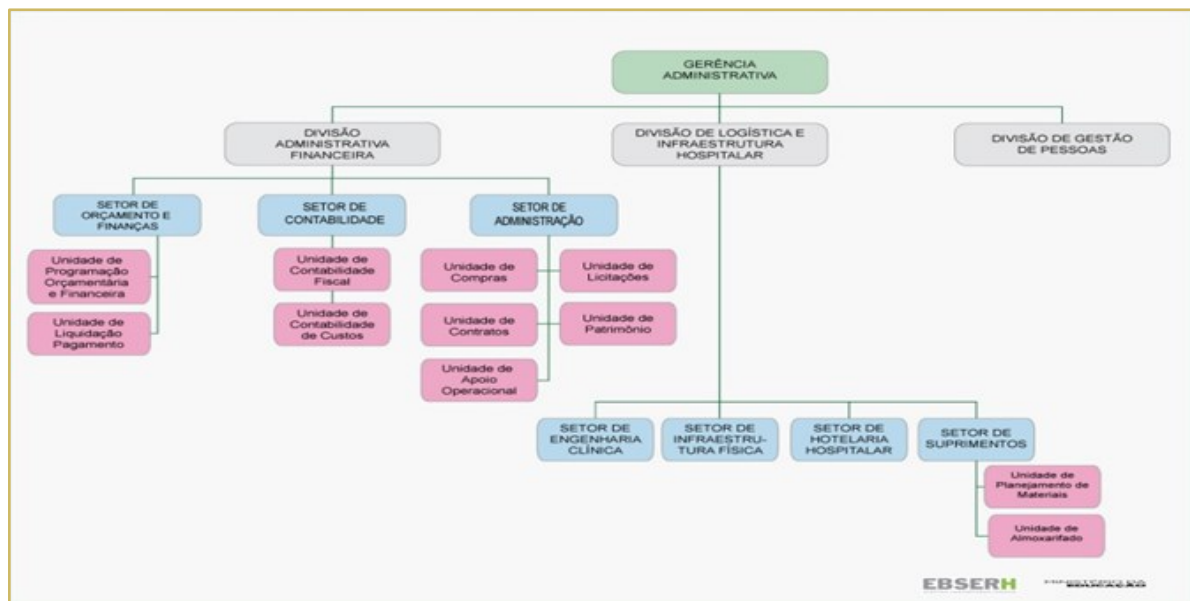 GERÊNCIA
ADMINISTRATIVA
DIVISÃO
ADMINISTRATIVA
FINANCEIRA
DIVISÃO DE LOGÍSTICA E
INFRAESTRUTURA
HOSPITALAR
DIVISÃO DE GESTÃO
DE PESSOAS
SETOR DE
ORÇAMENTO E
FINANÇAS
SETOR DE
CONTABILIDADE
SETOR DE
ADMINISTRAÇÃO
Unidade de
Programação
Orçamentária
e Financeira
Unidade de
Liquidação
Pagamento
Unidade de
Contabilidade
Fiscal
Unidade de
Contabilidade
de Custos
Unidade de
Compras
Unidade de
Licitações
Unidade de
Contratos
Unidade de
Patrimônio
Unidade de
Apoio
Operacional
SETOR DE
ENGENHARIA
CLÍNICA
SETOR DE
INFRAESTRU-
TURA FÍSICA
SETOR DE
HOTELARIA
HOSPITALAR
SETOR DE
SUPRIMENTOS
Unidade de
Planejamento de
Materiais
Unidade de
Almoxarifado
EBSERH
MINISTÉRIO DA
EDUCAÇÃO